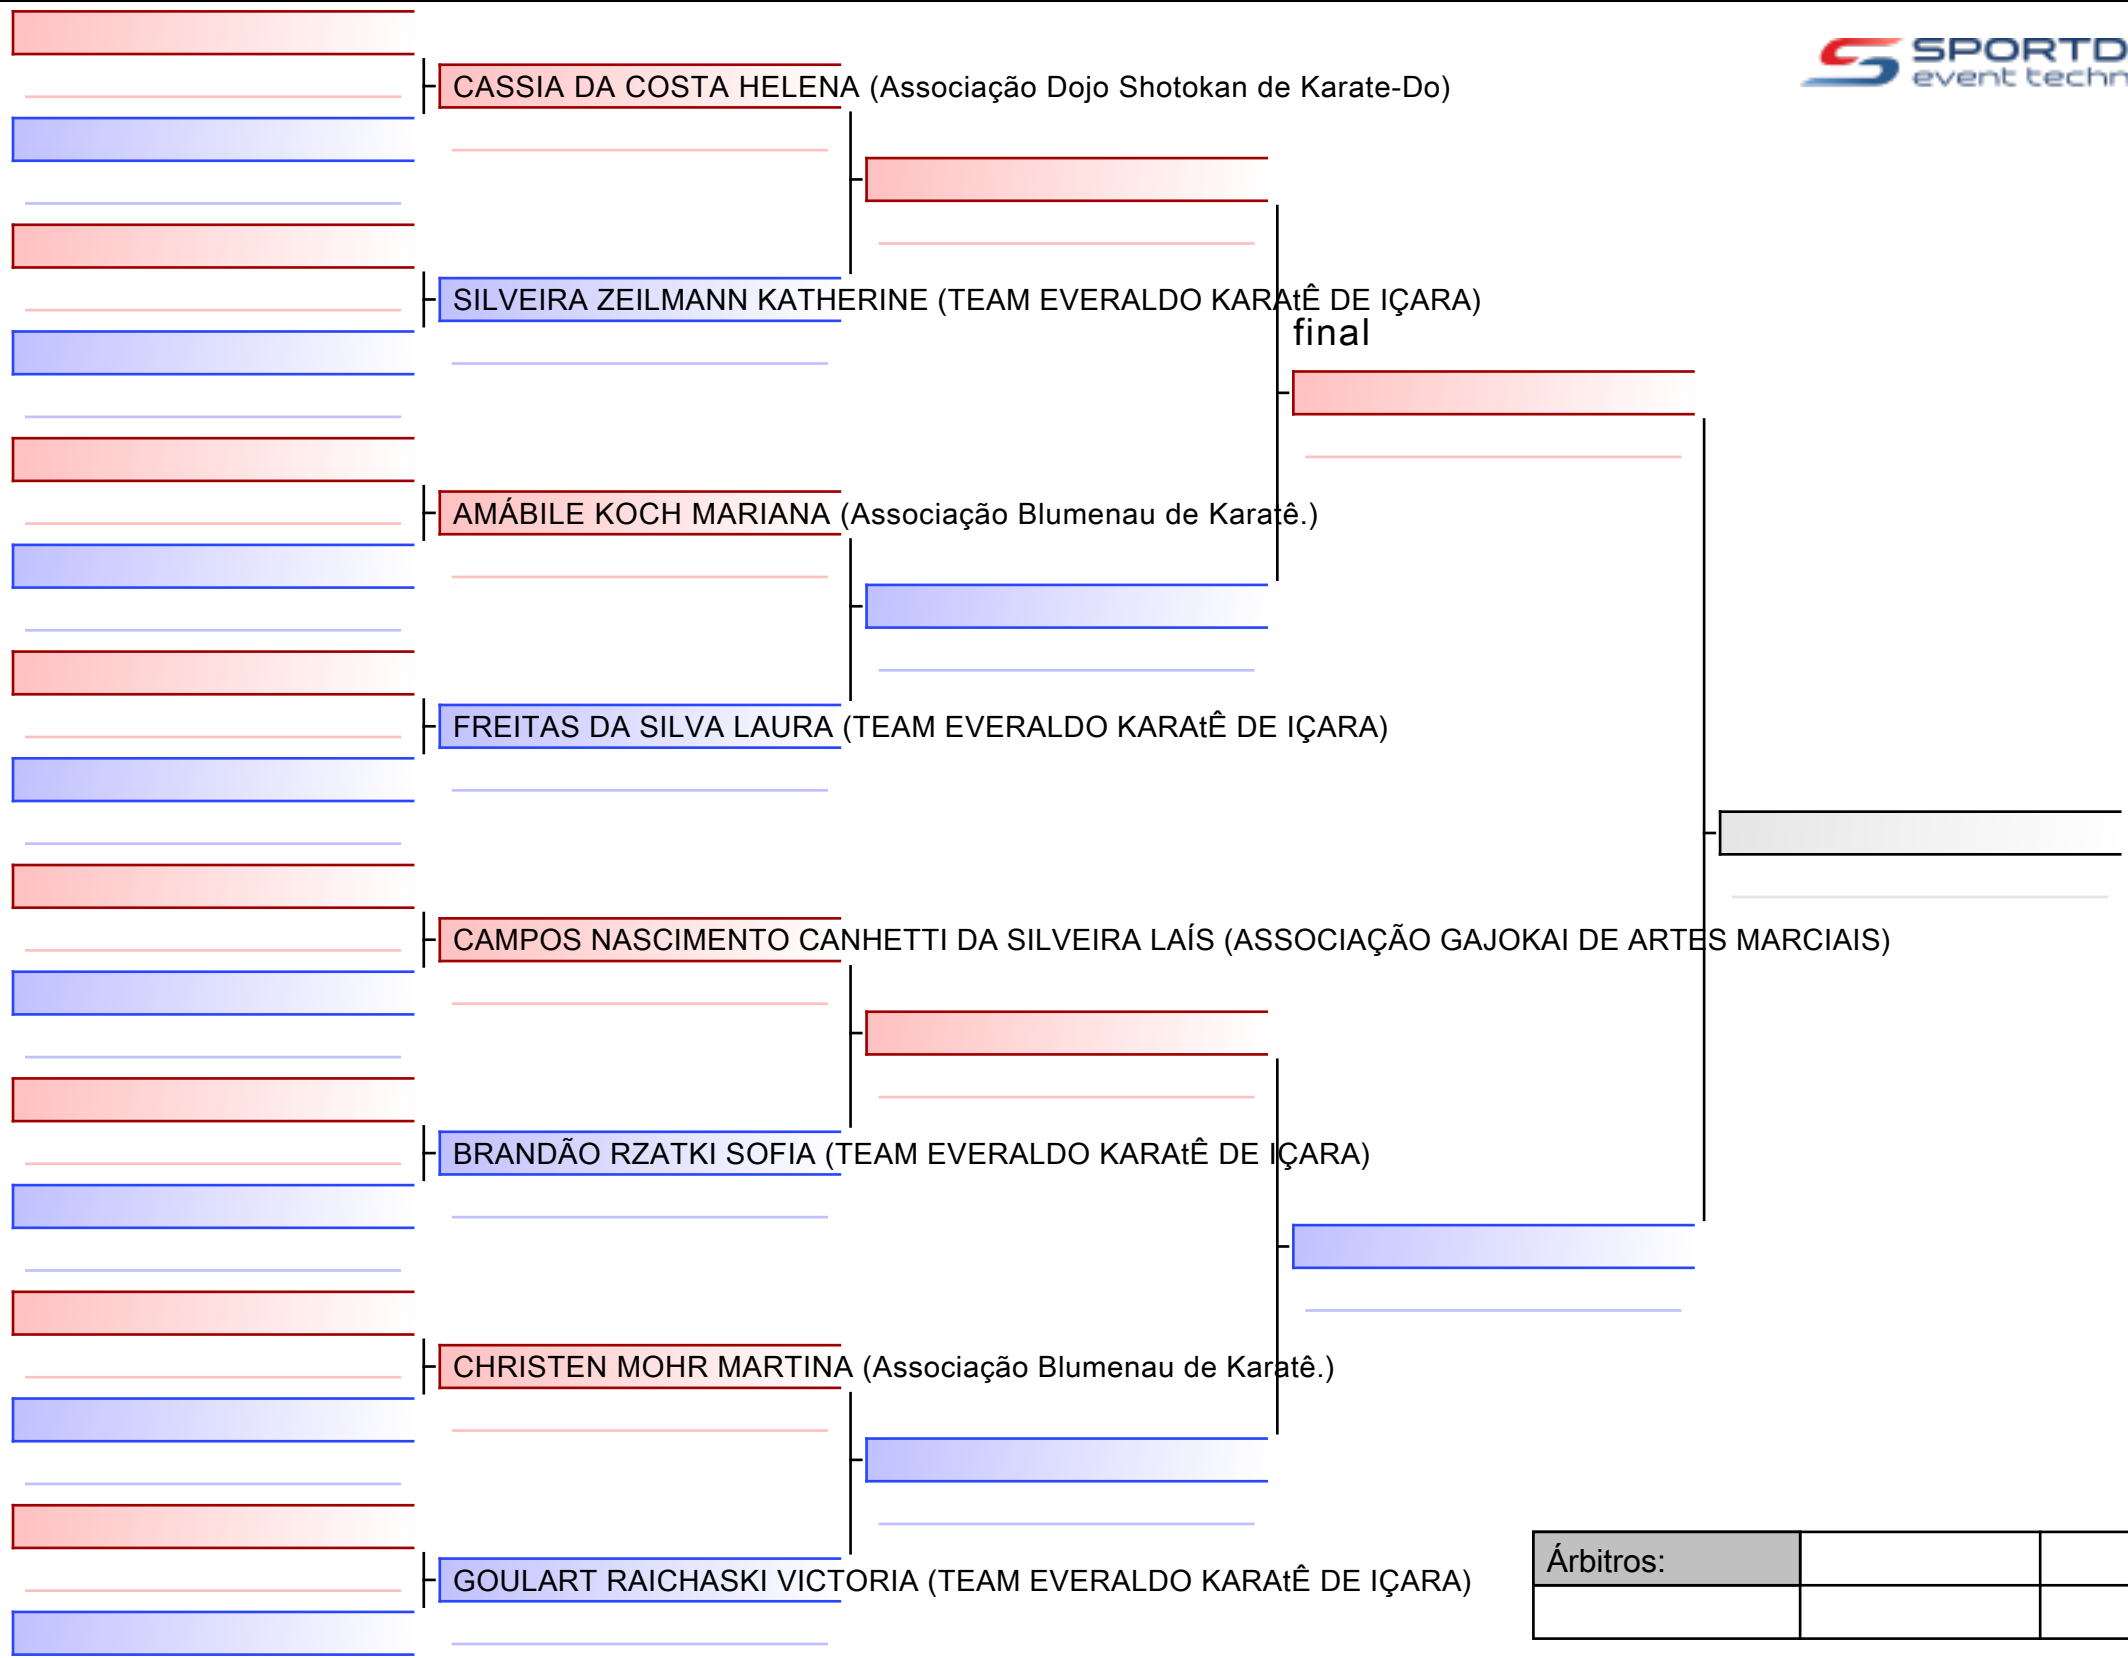 SPORTD
event techn
CASSIA DA COSTA HELENA (Associação Dojo Shotokan de Karate-Do)
SILVEIRA ZEILMANN KATHERINE (TEAM EVERALDO KARAtÊ DE IÇARA)
final
AMÁBILE KOCH MARIANA (Associação Blumenau de Karatê.)
FREITAS DA SILVA LAURA (TEAM EVERALDO KARAtÊ DE IÇARA)
CAMPOS NASCIMENTO CANHETTI DA SILVEIRA LAÍS (ASSOCIAÇÃO GAJOKAI DE ARTES MARCIAIS)
BRANDÃO RZATKI SOFIA (TEAM EVERALDO KARAtÊ DE IÇARA)
CHRISTEN MOHR MARTINA (Associação Blumenau de Karatê.)
GOULART RAICHASKI VICTORIA (TEAM EVERALDO KARAtÊ DE IÇARA)
Árbitros: